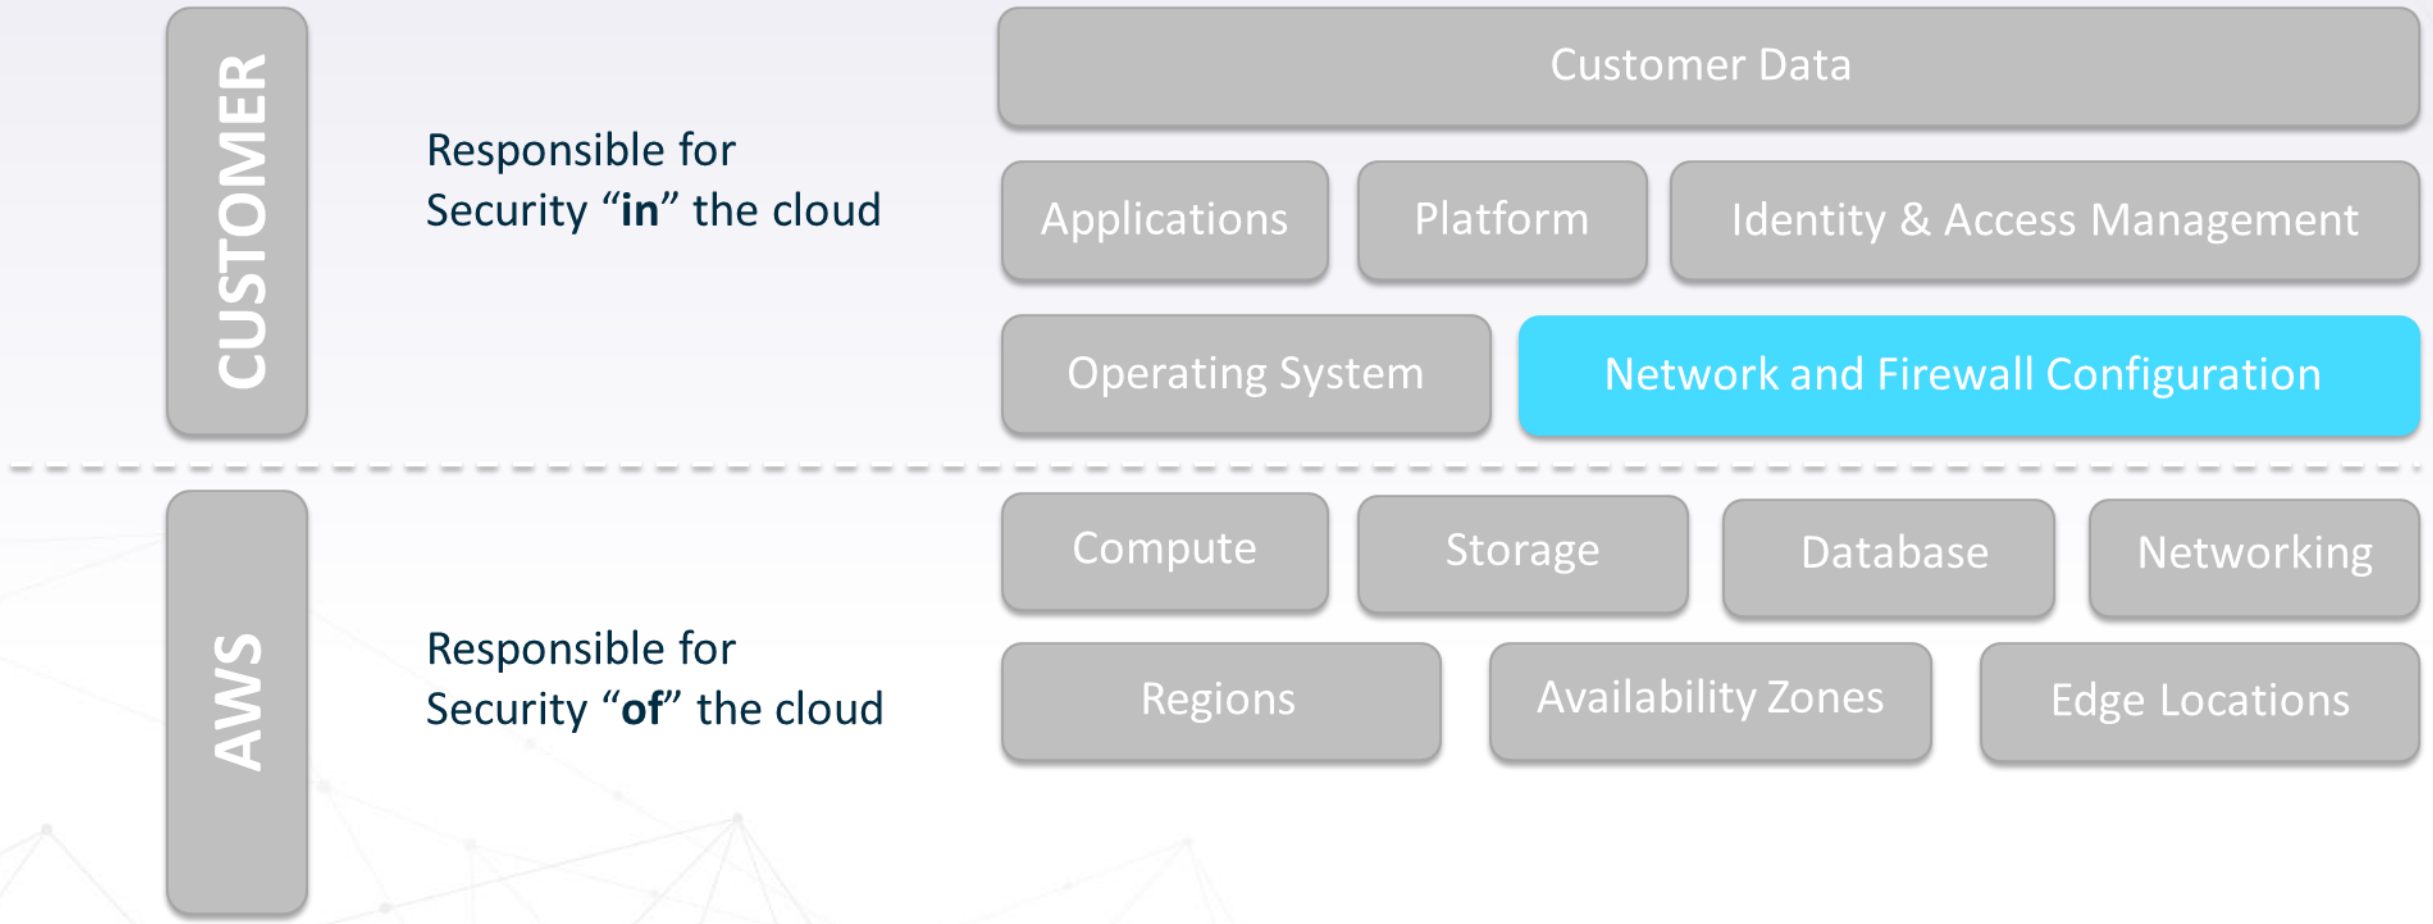 CUSTOMER
Responsible for
Security “in” the cloud
Customer Data
Applications
Platform
Identity & Access Management
Operating System
Network and Firewall Configuration
AWS
Responsible for
Security “of” the cloud
Compute
Storage
Database
Networking
Regions
Availability Zones
Edge Locations